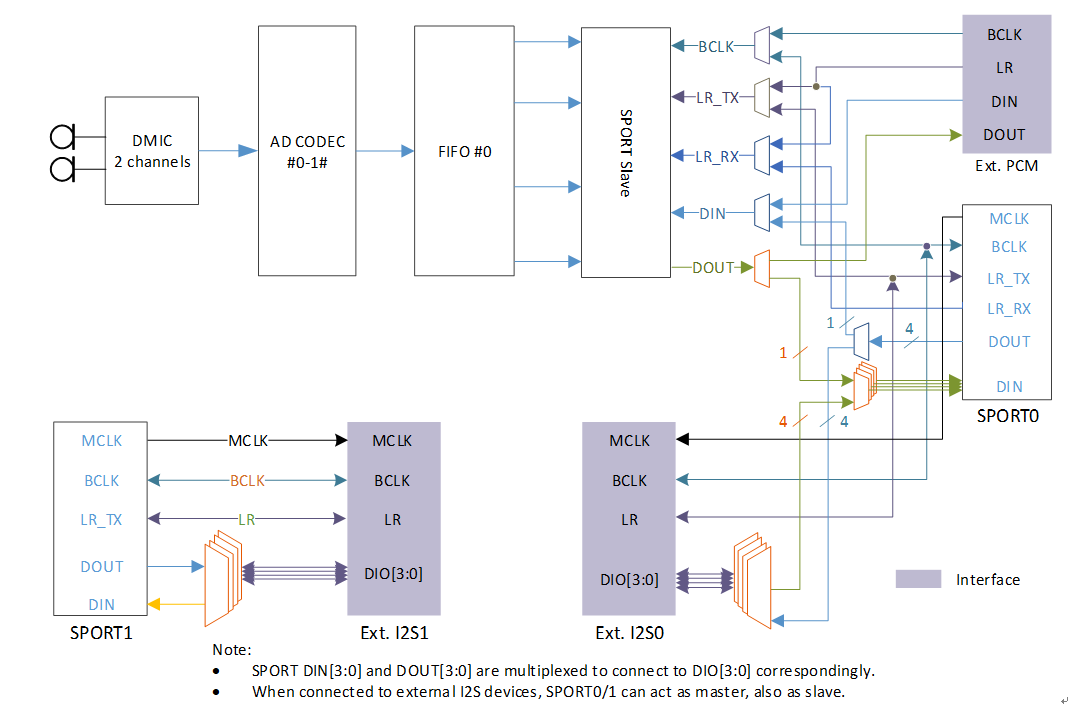 DMIC
2 channels
AD CODEC
#0-1#
FIFO #0
SPORT Slave
BCLK
LR_TX
LR_RX
DIN
DOUT
BCLK
LR
DIN
DOUT
Ext. PCM
MCLK
BCLK
LR_TX
LR_RX
DOUT
DIN
SPORT0
1
4
1
4
4
MCLK
BCLK
LR_TX
DOUT
DIN
SPORT1
MCLK
BCLK
LR
MCLK
BCLK
LR
DIO[3:0]
Ext. I2S1
MCLK
BCLK
LR
DIO[3:0]
Ext. I2S0
Interface
Note:
• SPORT DIN[3:0] and DOUT[3:0] are multiplexed to connect to DIO[3:0] correspondingly.
• When connected to external I2S devices, SPORT0/1 can act as master, also as slave.